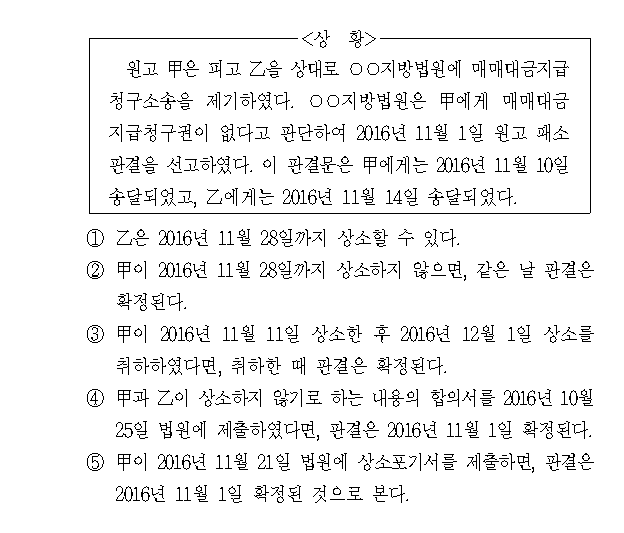 <상 황>
원고 甲은 피고 乙을 상대로 ○○지방법원에 매매대금지급
청구소송을 제기하였다. ○○지방법원은 甲에게 매매대금
지급청구권이 없다고 판단하여 2016년 11월 1일 원고 패소
판결을 선고하였다. 이 판결문은 甲에게는 2016년 11월 10일
송달되었고, 乙에게는 2016년 11월 14일 송달되었다.
① 乙은 2016년 11월 28일까지 상소할 수 있다.
② 甲이 2016년 11월 28일까지 상소하지 않으면, 같은 날 판결은
확정된다.
③ 甲이 2016년 11월 11일 상소한 후 2016년 12월 1일 상소를
취하하였다면, 취하한 때 판결은 확정된다.
④ 甲과 乙이 상소하지 않기로 하는 내용의 합의서를 2016년 10월
25일 법원에 제출하였다면, 판결은 2016년 11월 1일 확정된다.
⑤ 甲이 2016년 11월 21일 법원에 상소포기서를 제출하면, 판결은
2016년 11월 1일 확정된 것으로 본다.